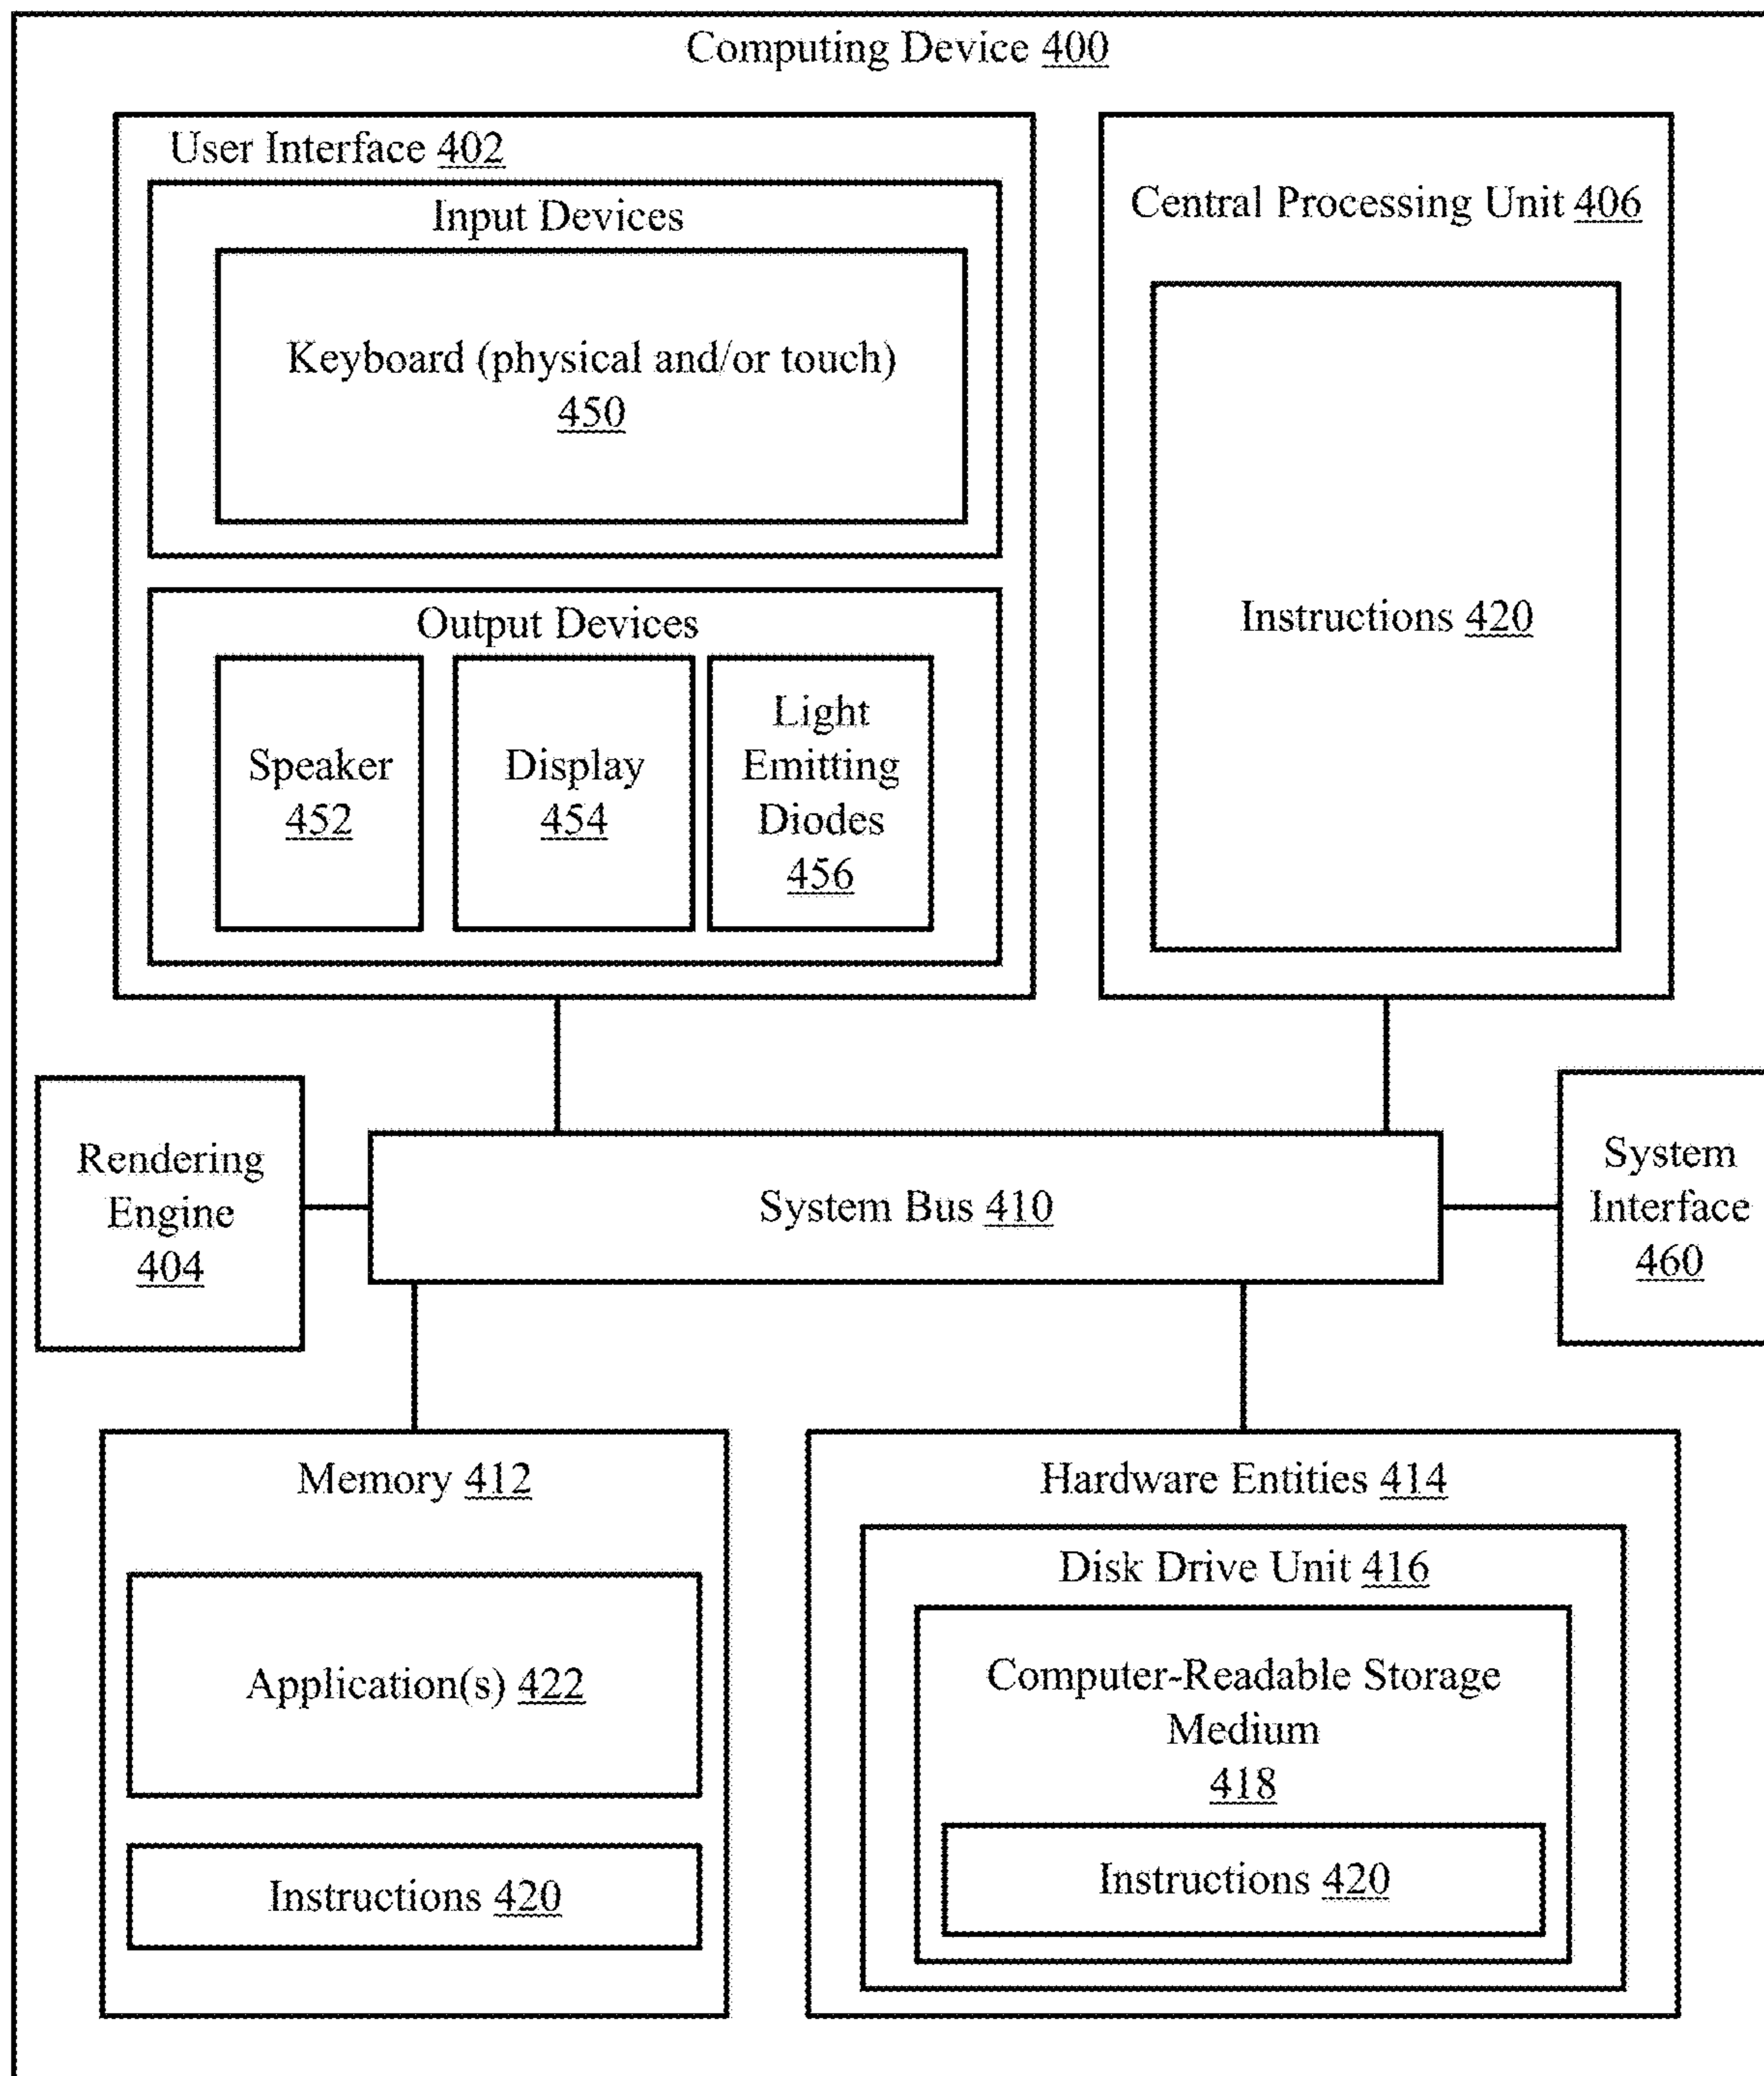 Computing Device 400
User Interface 402
Input Devices
Keyboard (physical and/or touch)
450
Output Devices
Speaker
452
Display
454
Light
Emitting
Diodes
456
Central Processing Unit 406
Instructions 420
Rendering
Engine
404
System Bus 410
System
Interface
460
Memory 412
Application(s) 422
Instructions 420
Hardware Entities 414
Disk Drive Unit 416
Computer-Readable Storage
Medium
418
Instructions 420